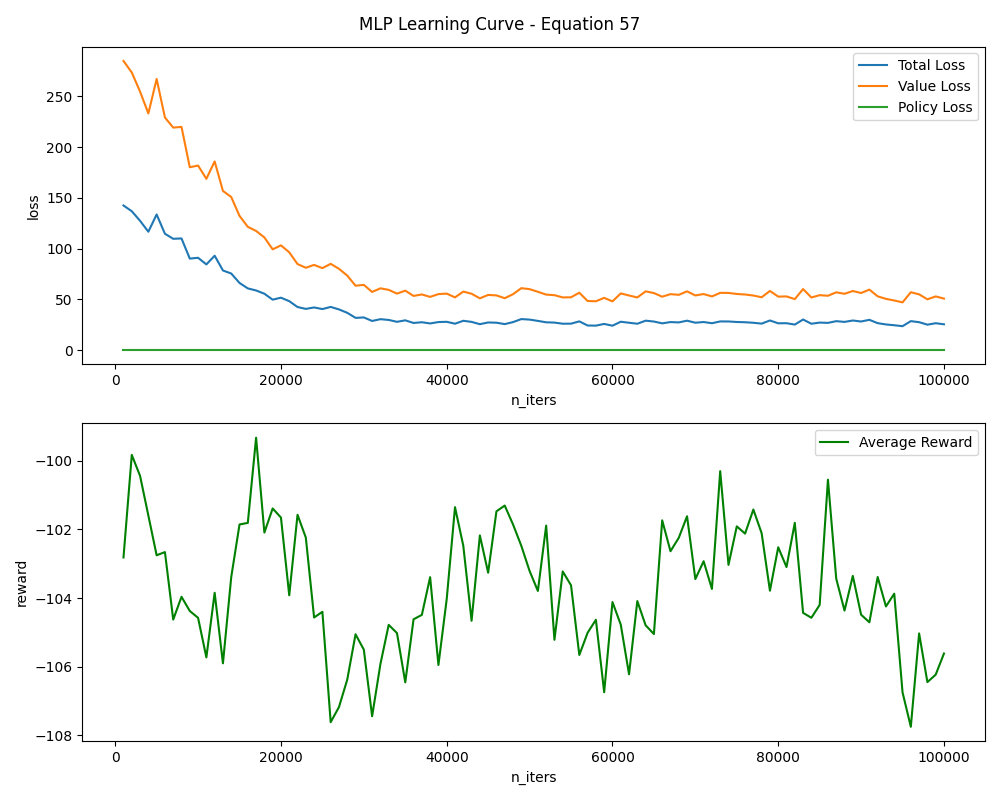 MLP Learning Curve - Equation 57
Total Loss
Value Loss
Policy Loss
loss
250
200
150
100
50
0
0 20000 40000 60000 80000 100000
n_iters
Average Reward
reward
−100
−102
−104
−106
−108
0 20000 40000 60000 80000 100000
n_iters